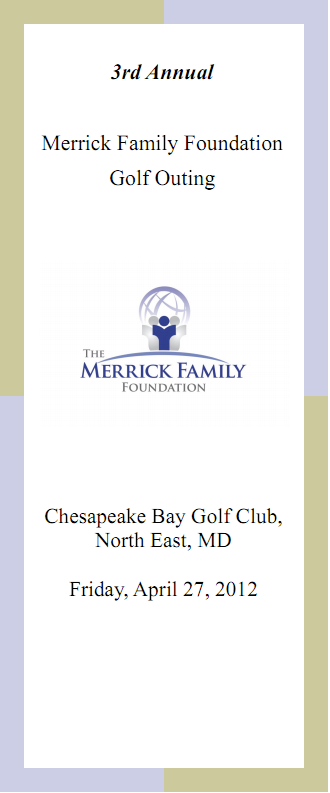 3rd Annual
Merrick Family Foundation
Golf Outing
THE
MERRICK FAMILY
FOUNDATION
Chesapeake Bay Golf Club,
North East, MD
Friday, April 27, 2012